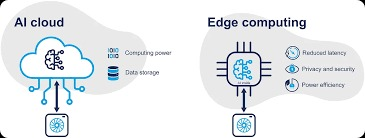 AI cloud
Computing power
Data storage
Edge computing
Reduced latency
Privacy and security
Power efficiency